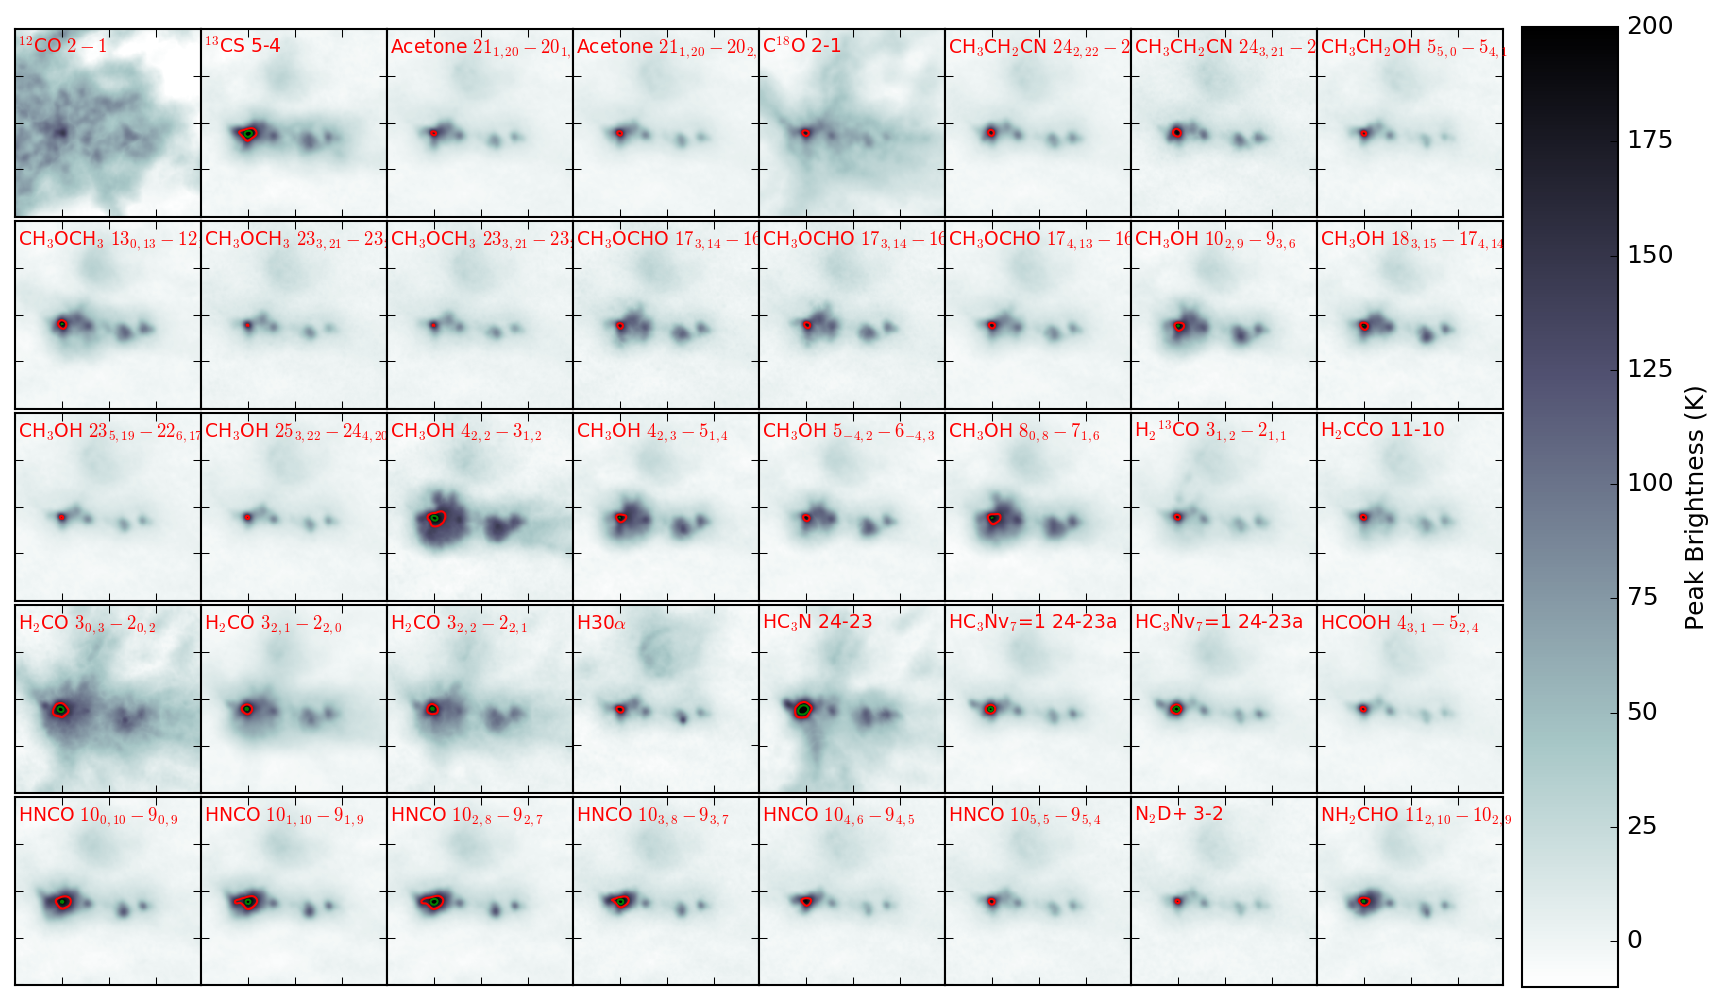 ¹²CO 2 − 1
¹³CS 5-4
Acetone 21₁,₂₀ − 20₁,
Acetone 21₁,₂₀ − 20₂,
C¹⁸O 2-1
CH₃CH₂CN 24₂,₂₂ − 2
CH₃CH₂CN 24₃,₂₁ − 2
CH₃CH₂OH 5₅,₀ − 5₄,₁
CH₃OCH₃ 13₀,₁₃ − 12
CH₃OCH₃ 23₃,₂₁ − 23
CH₃OCH₃ 23₃,₂₁ − 23
CH₃OCHO 17₃,₁₄ − 16
CH₃OCHO 17₃,₁₄ − 16
CH₃OCHO 17₄,₁₃ − 16
CH₃OH 10₂,₉ − 9₃,₆
CH₃OH 18₃,₁₅ − 17₄,₁₄
CH₃OH 23₅,₁₉ − 22₆,₁₇
CH₃OH 25₃,₂₂ − 24₄,₂₀
CH₃OH 4₂,₂ − 3₁,₂
CH₃OH 4₂,₃ − 5₁,₄
CH₃OH 5₋₄,₂ − 6₋₄,₃
CH₃OH 8₀,₈ − 7₁,₆
H₂¹³CO 3₁,₂ − 2₁,₁
H₂CCO 11-10
H₂CO 3₀,₃ − 2₀,₂
H₂CO 3₂,₁ − 2₂,₀
H₂CO 3₂,₂ − 2₂,₁
H30α
HC₃N 24-23
HC₃Nv₇=1 24-23a
HC₃Nv₇=1 24-23a
HCOOH 4₃,₁ − 5₂,₄
HNCO 10₀,₁₀ − 9₀,₉
HNCO 10₁,₁₀ − 9₁,₉
HNCO 10₂,₈ − 9₂,₇
HNCO 10₃,₈ − 9₃,₇
HNCO 10₄,₆ − 9₄,₅
HNCO 10₅,₅ − 9₅,₄
N₂D+ 3-2
NH₂CHO 11₂,₁₀ − 10₂,₉
200
175
150
125
100
75
50
25
0
Peak Brightness (K)